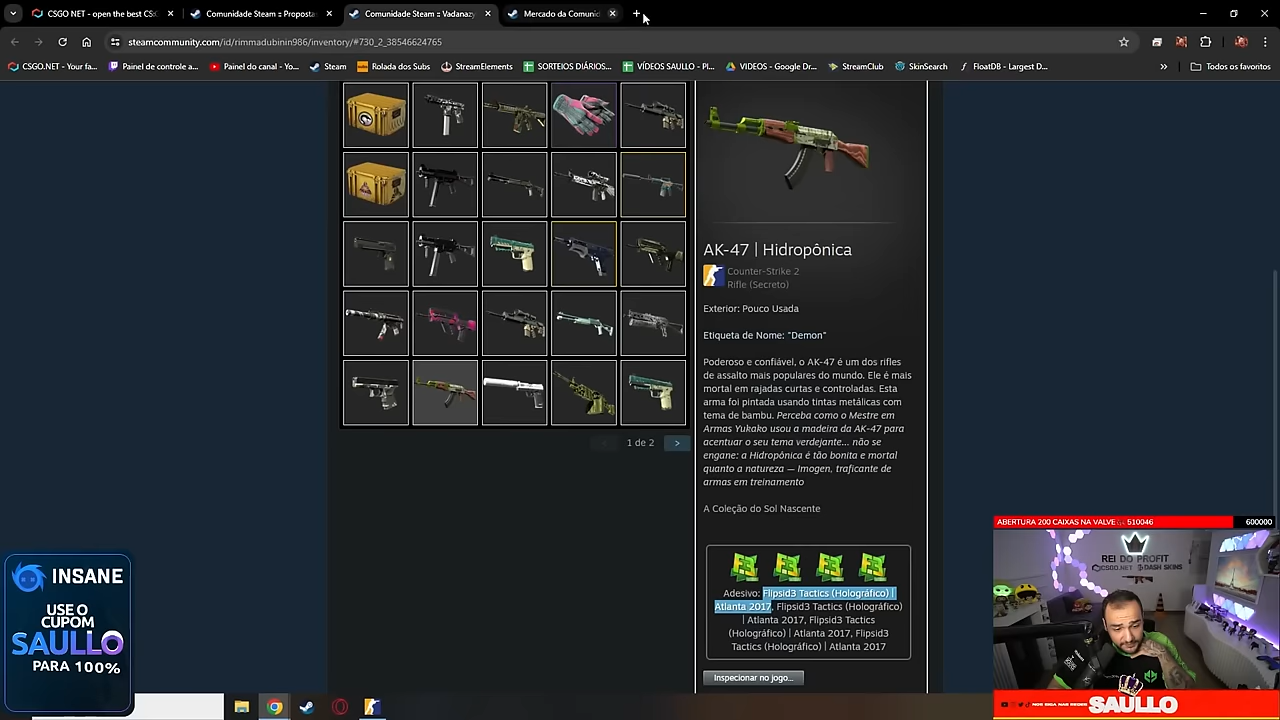 CSGO.NET - open the best CS:
Comunidade Steam :: Proposta
Comunidade Steam :: Vadanazy
Mercado da Comunid
steamcommunity.com/id/rimmadubinin986/inventory/#730_2_38546624765
CSGO.NET - Your fa...
Painel de controle a...
Painel do canal - Yo...
Steam
Rolada dos Subs
StreamElements
SORTEIOS DIÁRIOS...
VÍDEOS SAULLO - Pl...
VIDEOS - Google Dr...
StreamClub
SkinSearch
FloatDB - Largest D...
Todos os favoritos
AK-47 | Hidropônica
Counter-Strike 2
Rifle (Secreto)
Exterior: Pouco Usada
Etiqueta de Nome: "Demon"
Poderoso e confiável, o AK-47 é um dos rifles
de assalto mais populares do mundo. Ele é mais
mortal em rajadas curtas e controladas. Esta
arma foi pintada usando tintas metálicas com
tema de bambu. Perceba como o Mestre em
Armas Yukako usou a madeira da AK-47 para
acentuar o seu tema verdejante... não se
engane: a Hidropônica é tão bonita e mortal
quanto a natureza — Imogen, traficante de
armas em treinamento
A Coleção do Sol Nascente
Adesivo: Flipsid3 Tactics (Holográfico) |
Atlanta 2017, Flipsid3 Tactics (Holográfico)
| Atlanta 2017, Flipsid3 Tactics
(Holográfico) | Atlanta 2017, Flipsid3
Tactics (Holográfico) | Atlanta 2017
Inspecionar no jogo...
1 de 2
>
INSANE
USE O
CUPOM
SAULLO
PARA 100%
ABERTURA 200 CAIXAS NA VALVE
510046
600000
REI DO PROFIT
CSGO.NET
DASH SKINS
NOS SIGA NAS REDES
SAULLO